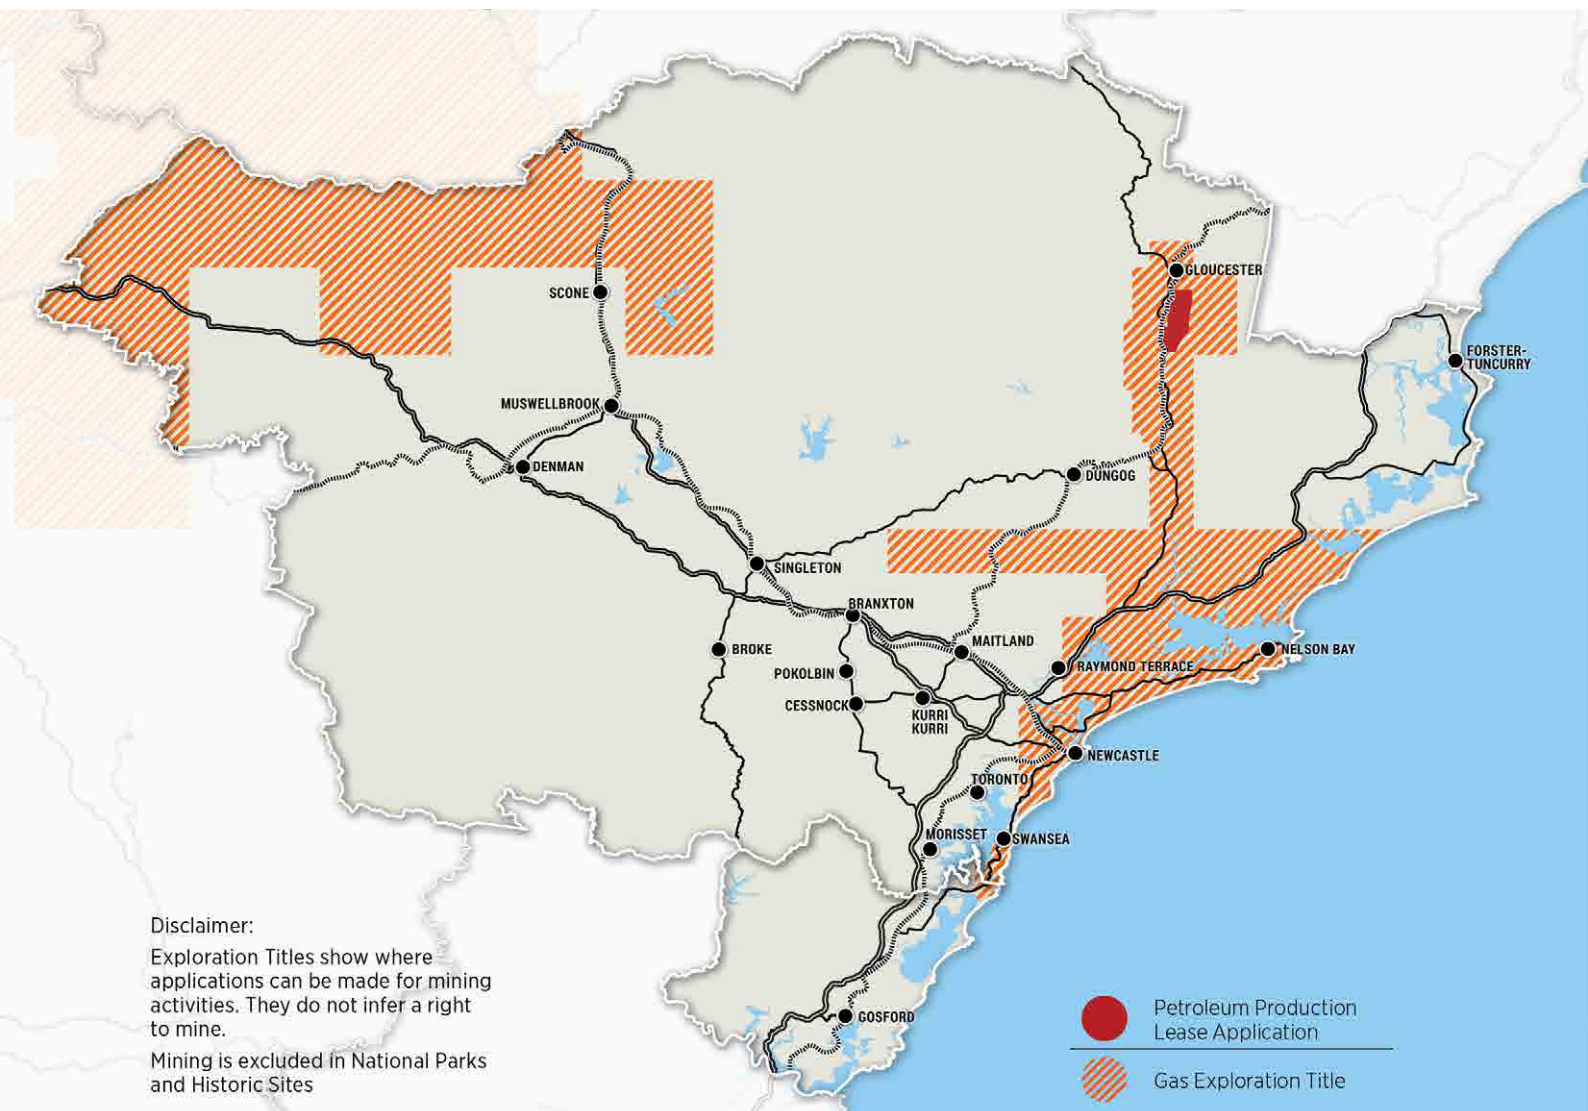 GLOUCESTER
SCONE
FORSTER-
TUNCURRY
MUSWELLBROOK
DENMAN
DUNGOG
SINGLETON
BRANXTON
MAITLAND
BROKE
NELSON BAY
RAYMOND TERRACE
POKOLBIN
CESSNOCK
KURRI
KURRI
NEWCASTLE
TORONTO
MORISSET
SWANSEA
GOSFORD
Disclaimer:
Exploration Titles show where
applications can be made for mining
activities. They do not infer a right
to mine.
Mining is excluded in National Parks
and Historic Sites
Petroleum Production
Lease Application
Gas Exploration Title